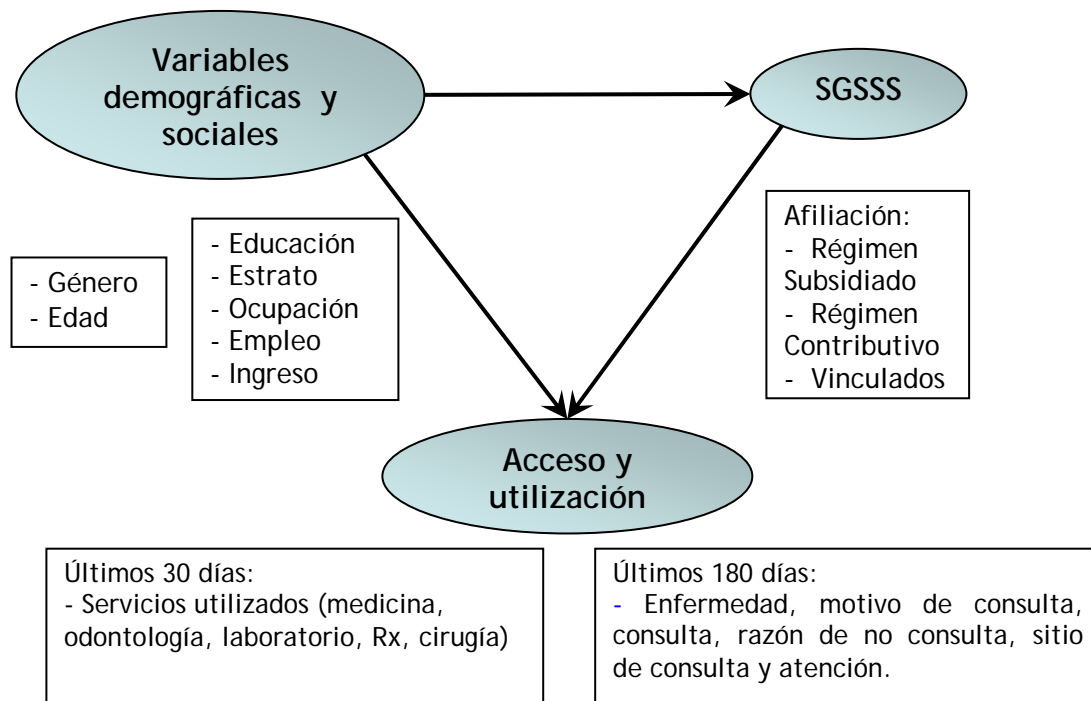 Variables
demográficas y
sociales
SGSSS
- Género
- Edad
- Educación
- Estrato
- Ocupación
- Empleo
- Ingreso
Afiliación:
- Régimen
Subsidiado
- Régimen
Contributivo
- Vinculados
Acceso y
utilización
Últimos 30 días:
- Servicios utilizados (medicina,
odontología, laboratorio, Rx, cirugía)
Últimos 180 días:
- Enfermedad, motivo de consulta,
consulta, razón de no consulta, sitio
de consulta y atención.